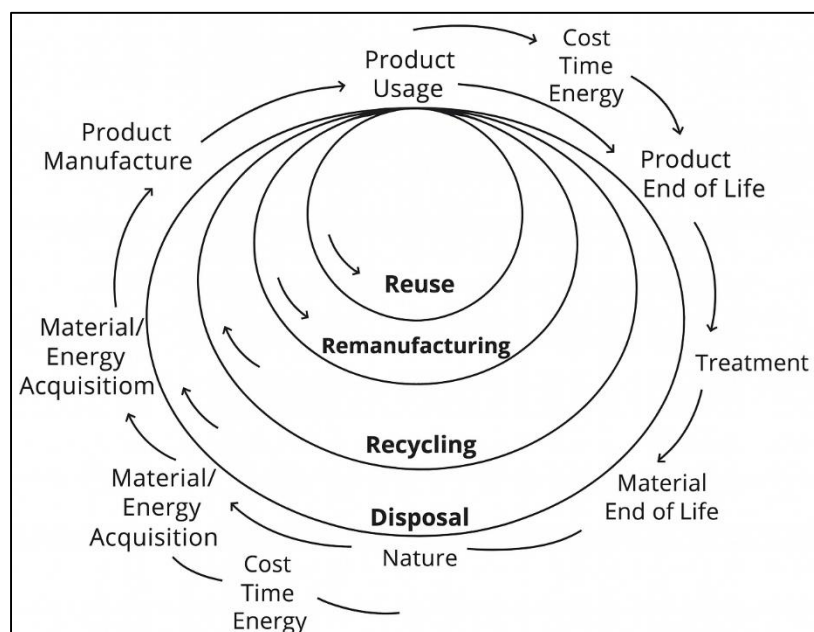 Product
Usage
Cost
Time
Energy
Product
Manufacture
Product
End of Life
Reuse
Remanufacturing
Material/
Energy
Acquisitiom
Treatment
Recycling
Material/
Energy
Acquisition
Material
End of Life
Disposal
Nature
Cost
Time
Energy